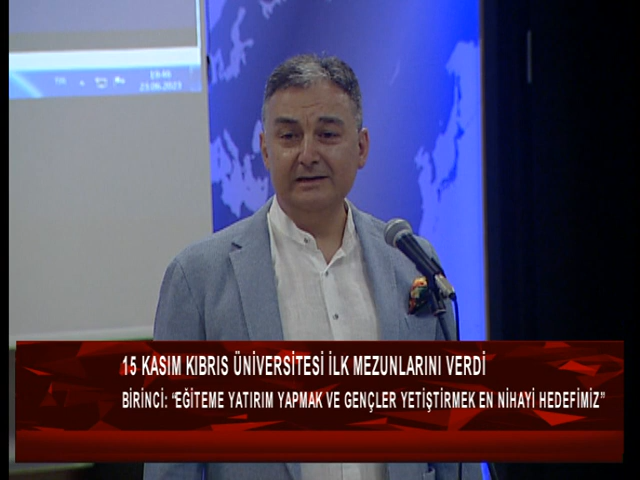 19:46
23.06.2023
15 KASIM KIBRIS ÜNİVERSİTESİ İLK MEZUNLARINI VERDİ
BİRİNCİ: “EĞİTEME YATIRIM YAPMAK VE GENÇLER YETİŞTİRMEK EN NİHAYİ HEDEFİMİZ”